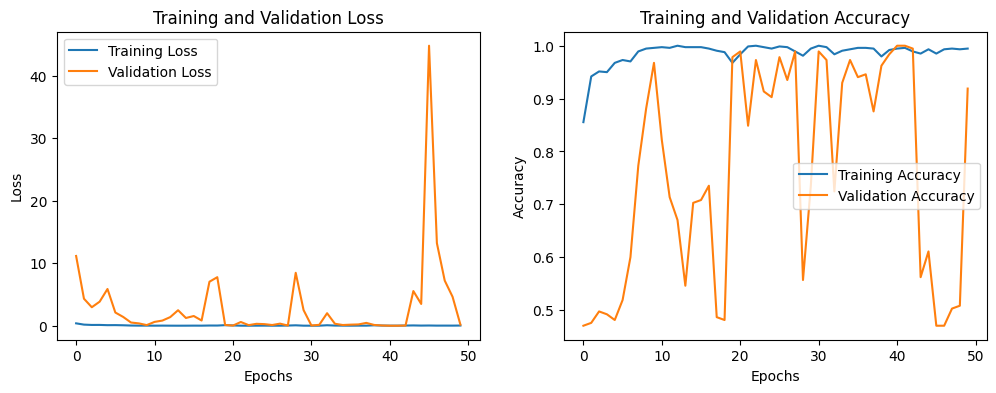 Training and Validation Loss
Training Loss
Validation Loss
40
30
20
10
0
Loss
0
10
20
30
40
50
Epochs
Training and Validation Accuracy
1.0
0.9
0.8
0.7
0.6
0.5
Accuracy
Training Accuracy
Validation Accuracy
0
10
20
30
40
50
Epochs